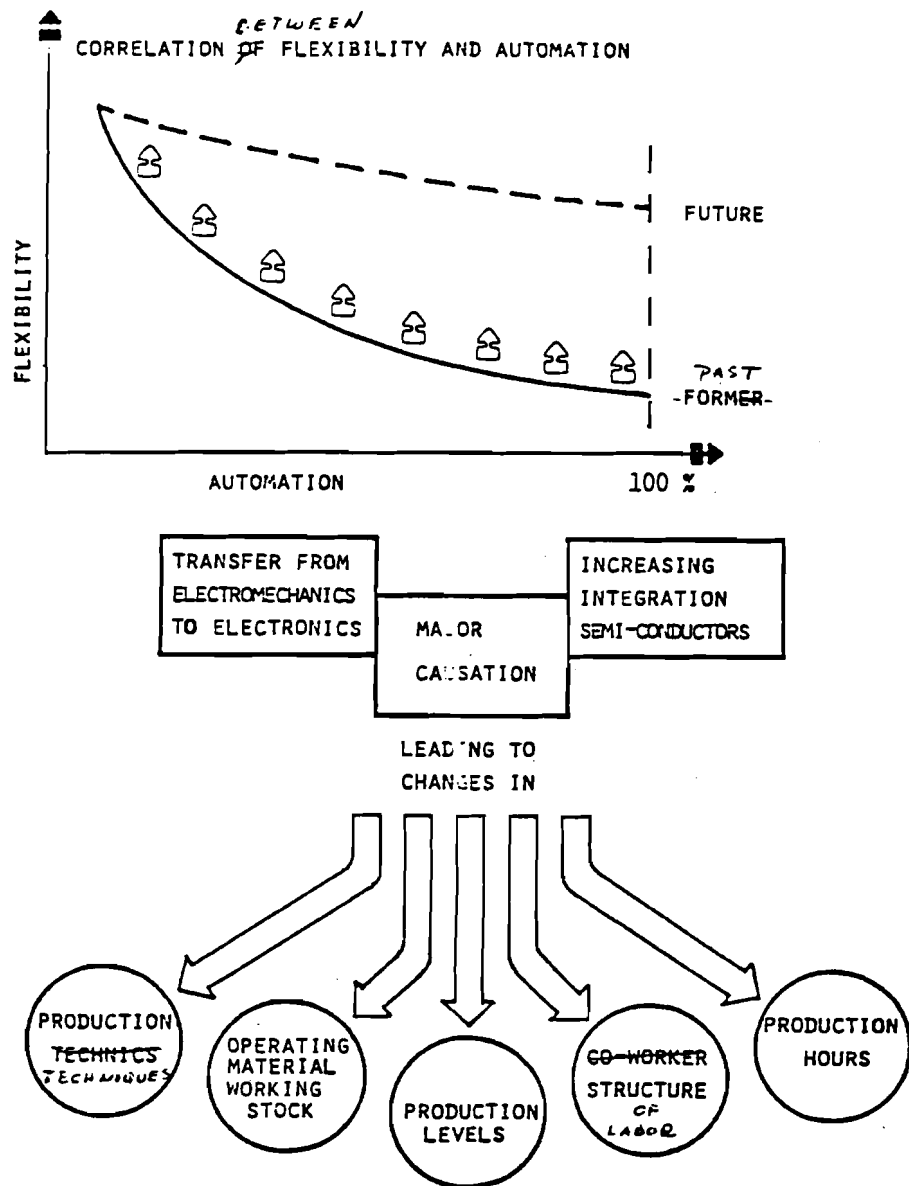 BETWEEN
CORRELATION OF FLEXIBILITY AND AUTOMATION
FLEXIBILITY
FUTURE
PAST
-FORMER-
AUTOMATION
100 %
TRANSFER FROM
ELECTROMECHANICS
TO ELECTRONICS
MAJOR
CAUSATION
INCREASING
INTEGRATION
SEMI-CONDUCTORS
LEADING TO
CHANGES IN
PRODUCTION
TECHNICS
TECHNIQUES
OPERATING
MATERIAL
WORKING
STOCK
PRODUCTION
LEVELS
CO-WORKER
STRUCTURE
OF
LABOR
PRODUCTION
HOURS